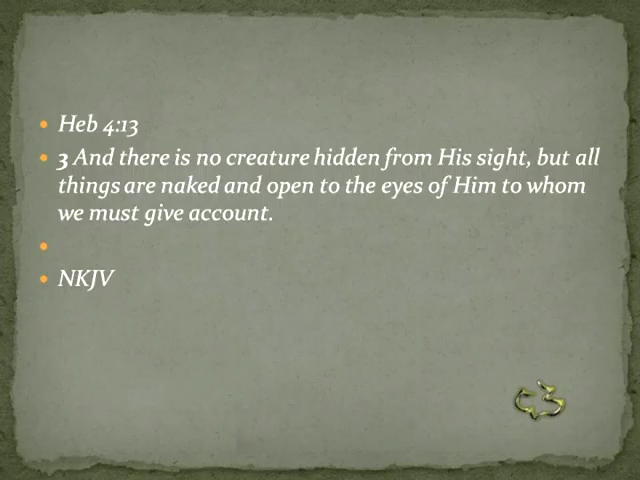 Heb 4:13
3 And there is no creature hidden from His sight, but all
things are naked and open to the eyes of Him to whom
we must give account.
NKJV